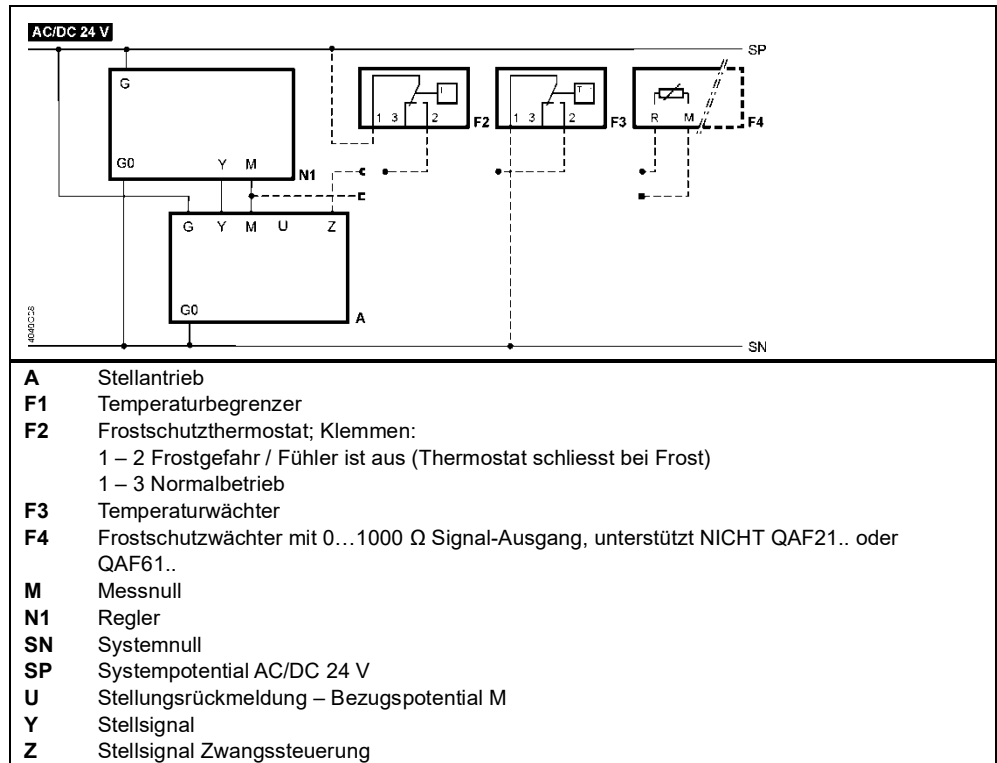 AC/DC 24 V
SP
G
1 3 2 F2
1 3 2 F3
R M F4
G0 Y M N1
G Y M U Z
G0
A
SN
A Stellantrieb
F1 Temperaturbegrenzer
F2 Frostschutzthermostat; Klemmen:
1 – 2 Frostgefahr / Fühler ist aus (Thermostat schliesst bei Frost)
1 – 3 Normalbetrieb
F3 Temperaturwächter
F4 Frostschutzwächter mit 0…1000 Ω Signal-Ausgang, unterstützt NICHT QAF21.. oder
QAF61..
M Messnull
N1 Regler
SN Systemnull
SP Systempotential AC/DC 24 V
U Stellungsrückmeldung – Bezugspotential M
Y Stellsignal
Z Stellsignal Zwangssteuerung